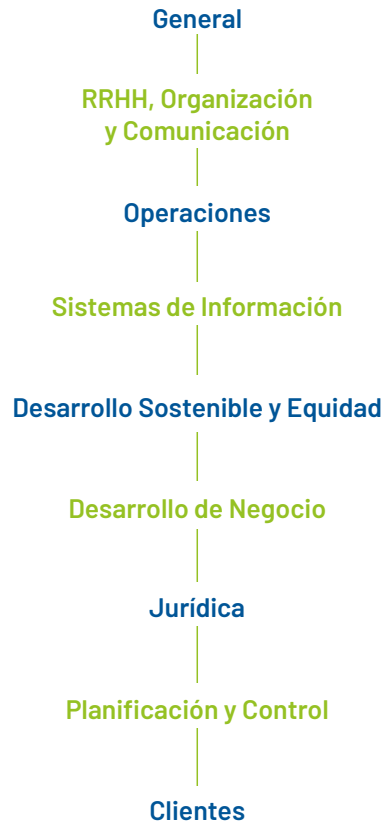 General
RRHH, Organización
y Comunicación
Operaciones
Sistemas de Información
Desarrollo Sostenible y Equidad
Desarrollo de Negocio
Jurídica
Planificación y Control
Clientes